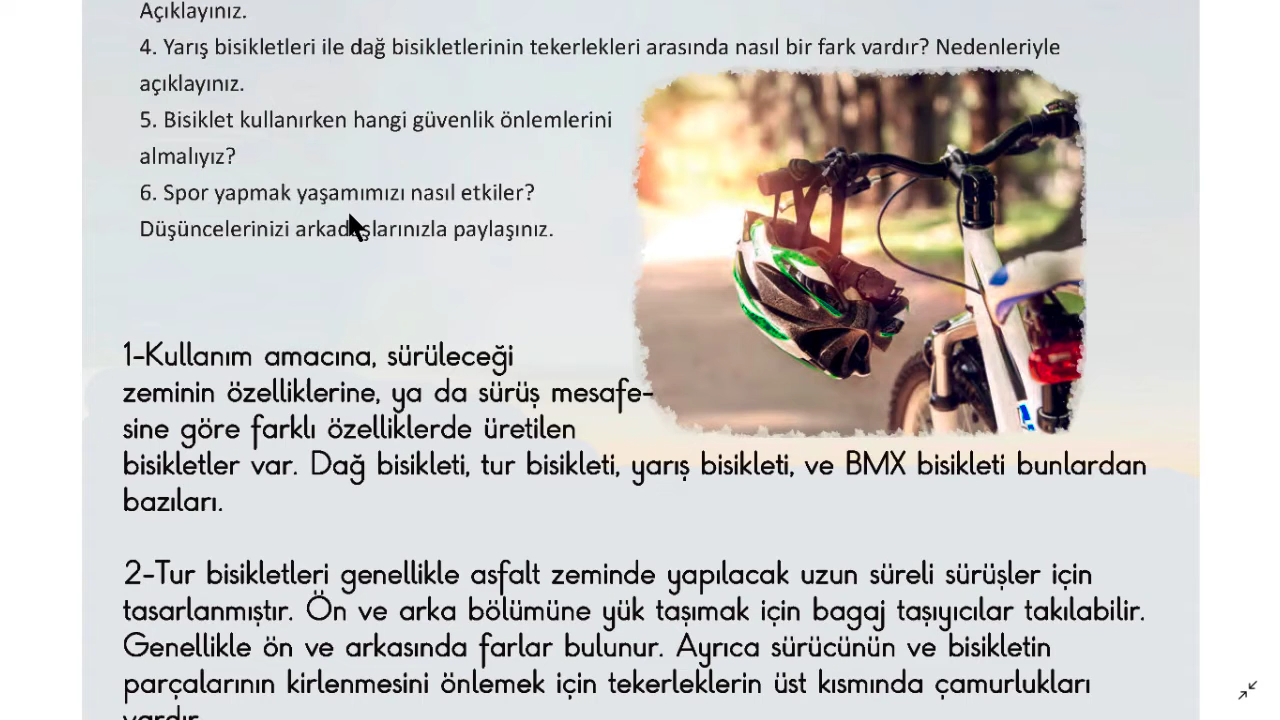 Açıklayınız.
4. Yarış bisikletleri ile dağ bisikletlerinin tekerlekleri arasında nasıl bir fark vardır? Nedenleriyle
açıklayınız.
5. Bisiklet kullanırken hangi güvenlik önlemlerini
almalıyız?
6. Spor yapmak yaşamımızı nasıl etkiler?
Düşüncelerinizi arkadaşlarınızla paylaşınız.
1-Kullanım amacına, sürüleceği
zeminin özelliklerine, ya da sürüş mesafe-
sine göre farklı özelliklerde üretilen
bisikletler var. Dağ bisikleti, tur bisikleti, yarış bisikleti, ve BMX bisikleti bunlardan
bazıları.
2-Tur bisikletleri genellikle asfalt zeminde yapılacak uzun süreli sürüşler için
tasarlanmıştır. Ön ve arka bölümüne yük taşımak için bagaj taşıyıcılar takılabilir.
Genellikle ön ve arkasında farlar bulunur. Ayrıca sürücünün ve bisikletin
parçalarının kirlenmesini önlemek için tekerleklerin üst kısmında çamurlukları
vardır.